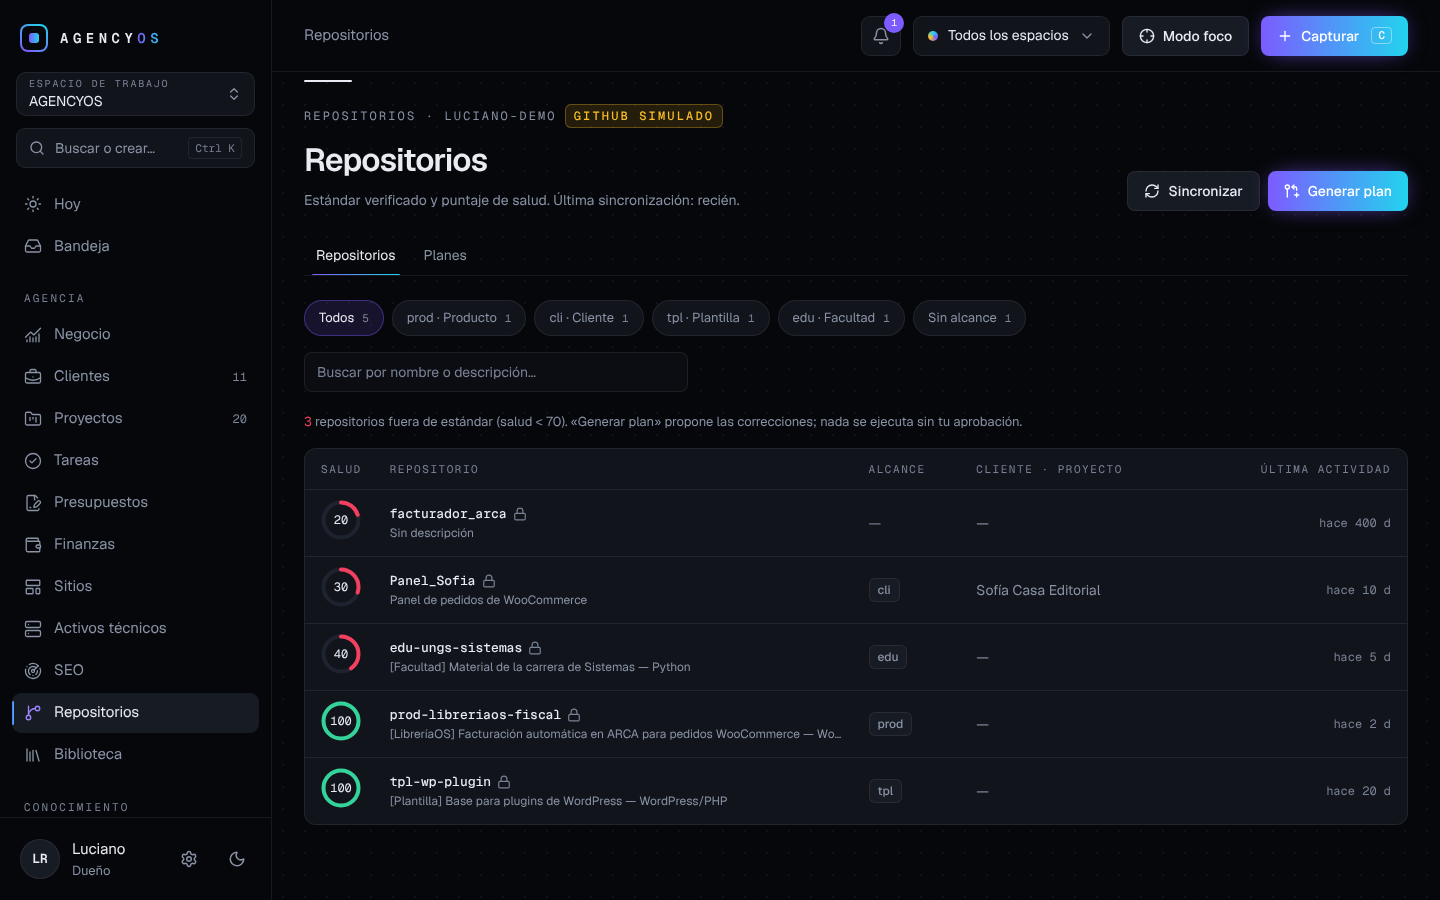 AGENCYOS
ESPACIO DE TRABAJO
AGENCYOS
Buscar o crear... Ctrl K
Hoy
Bandeja
AGENCIA
Negocio
Clientes 11
Proyectos 20
Tareas
Presupuestos
Finanzas
Sitios
Activos técnicos
SEO
Repositorios
Biblioteca
CONOCIMIENTO
LR
Luciano
Dueño
Repositorios
1
Todos los espacios
Modo foco
Capturar C
REPOSITORIOS · LUCIANO-DEMO GITHUB SIMULADO
Repositorios
Estándar verificado y puntaje de salud. Última sincronización: recién.
Sincronizar
Generar plan
Repositorios Planes
Todos 5 prod · Producto 1 cli · Cliente 1 tpl · Plantilla 1 edu · Facultad 1 Sin alcance 1
Buscar por nombre o descripción...
3 repositorios fuera de estándar (salud < 70). «Generar plan» propone las correcciones; nada se ejecuta sin tu aprobación.
SALUD REPOSITORIO ALCANCE CLIENTE · PROYECTO ÚLTIMA ACTIVIDAD
20 facturador_arca — — hace 400 d
Sin descripción
30 Panel_Sofia cli Sofía Casa Editorial hace 10 d
Panel de pedidos de WooCommerce
40 edu-ungs-sistemas edu — hace 5 d
[Facultad] Material de la carrera de Sistemas — Python
100 prod-libreriaos-fiscal prod — hace 2 d
[LibreríaOS] Facturación automática en ARCA para pedidos WooCommerce — Wo...
100 tpl-wp-plugin tpl — hace 20 d
[Plantilla] Base para plugins de WordPress — WordPress/PHP